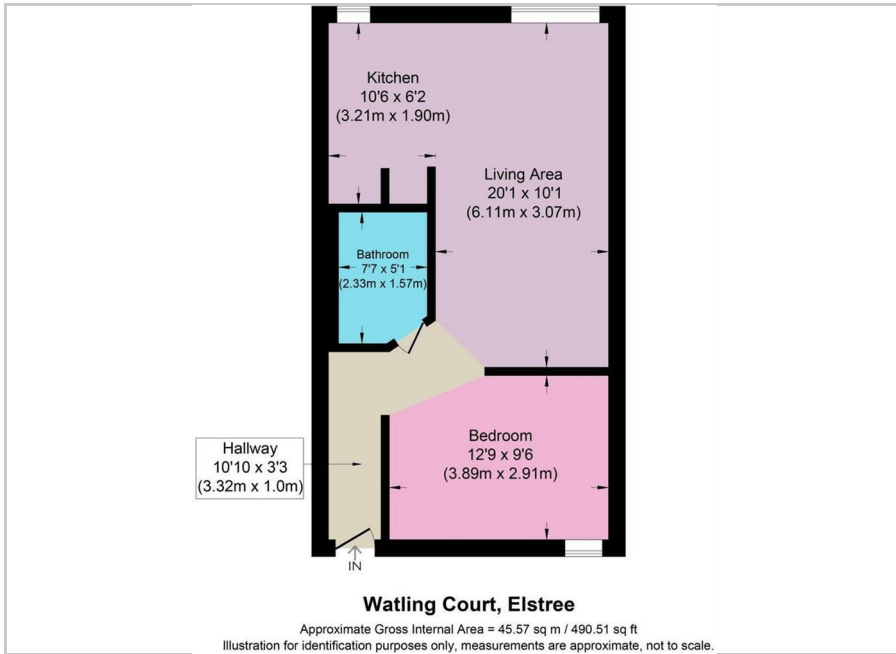 Kitchen
10'6 x 6'2
(3.21m x 1.90m)
Living Area
20'1 x 10'1
(6.11m x 3.07m)
Bathroom
7'7 x 5'1
(2.33m x 1.57m)
Hallway
10'10 x 3'3
(3.32m x 1.0m)
Bedroom
12'9 x 9'6
(3.89m x 2.91m)
IN
Watling Court, Elstree
Approximate Gross Internal Area = 45.57 sq m / 490.51 sq ft
Illustration for identification purposes only, measurements are approximate, not to scale.